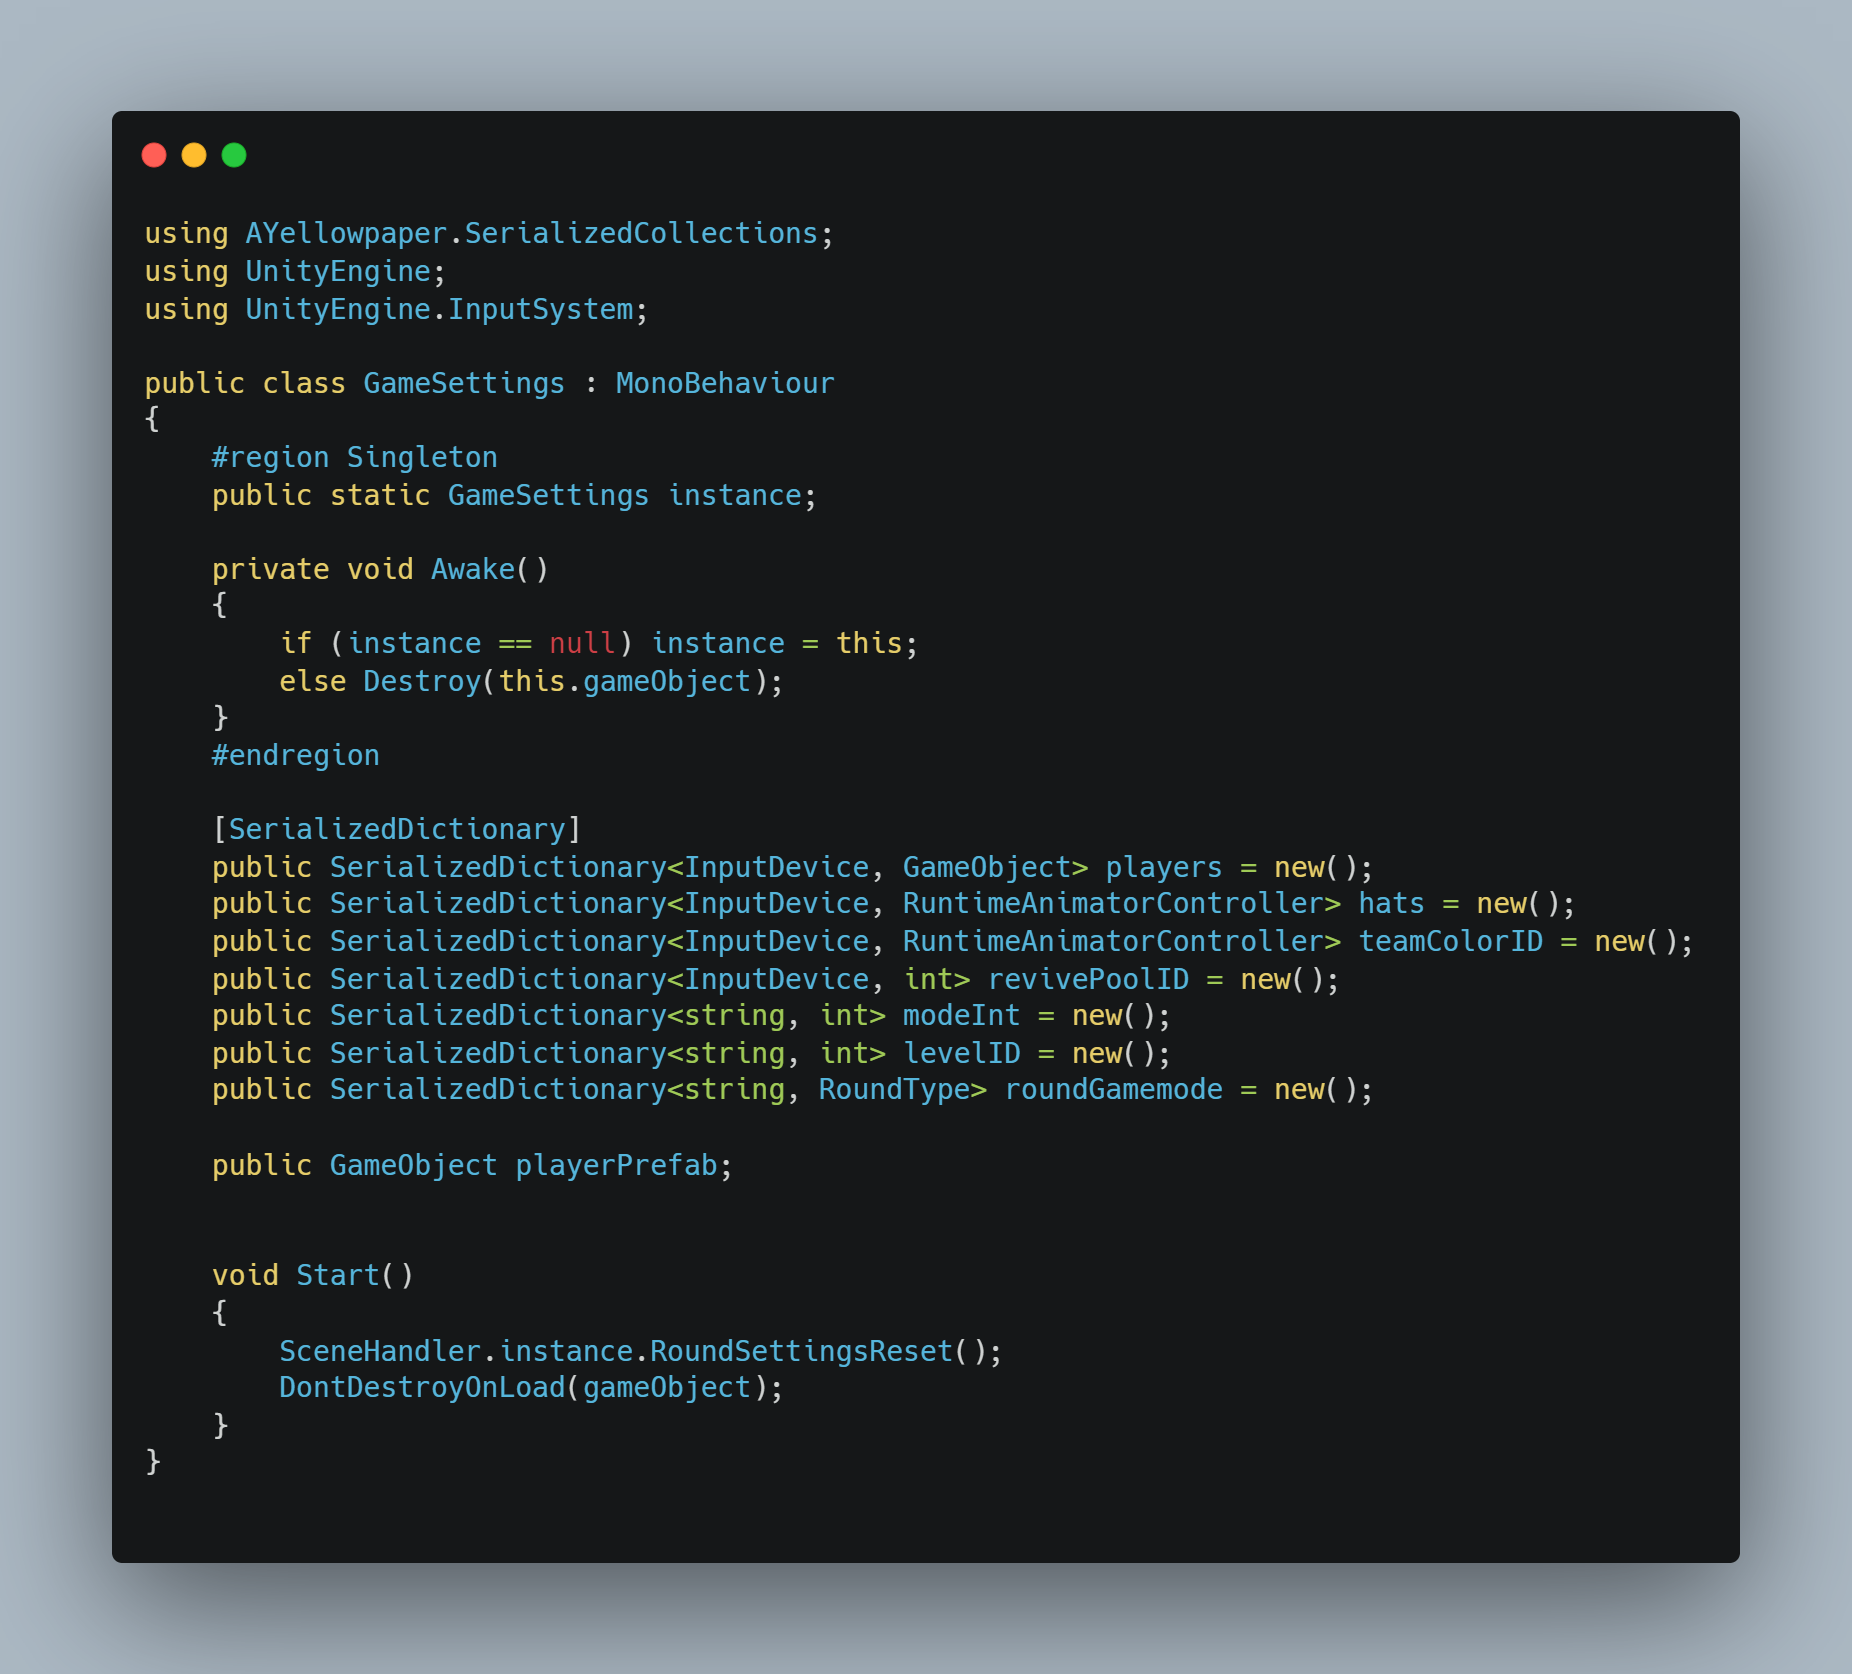 using AYellowpaper.SerializedCollections;
using UnityEngine;
using UnityEngine.InputSystem;

public class GameSettings : MonoBehaviour
{
    #region Singleton
    public static GameSettings instance;

    private void Awake()
    {
        if (instance == null) instance = this;
        else Destroy(this.gameObject);
    }
    #endregion

    [SerializedDictionary]
    public SerializedDictionary<InputDevice, GameObject> players = new();
    public SerializedDictionary<InputDevice, RuntimeAnimatorController> hats = new();
    public SerializedDictionary<InputDevice, RuntimeAnimatorController> teamColorID = new();
    public SerializedDictionary<InputDevice, int> revivePoolID = new();
    public SerializedDictionary<string, int> modeInt = new();
    public SerializedDictionary<string, int> levelID = new();
    public SerializedDictionary<string, RoundType> roundGamemode = new();

    public GameObject playerPrefab;


    void Start()
    {
        SceneHandler.instance.RoundSettingsReset();
        DontDestroyOnLoad(gameObject);
    }
}